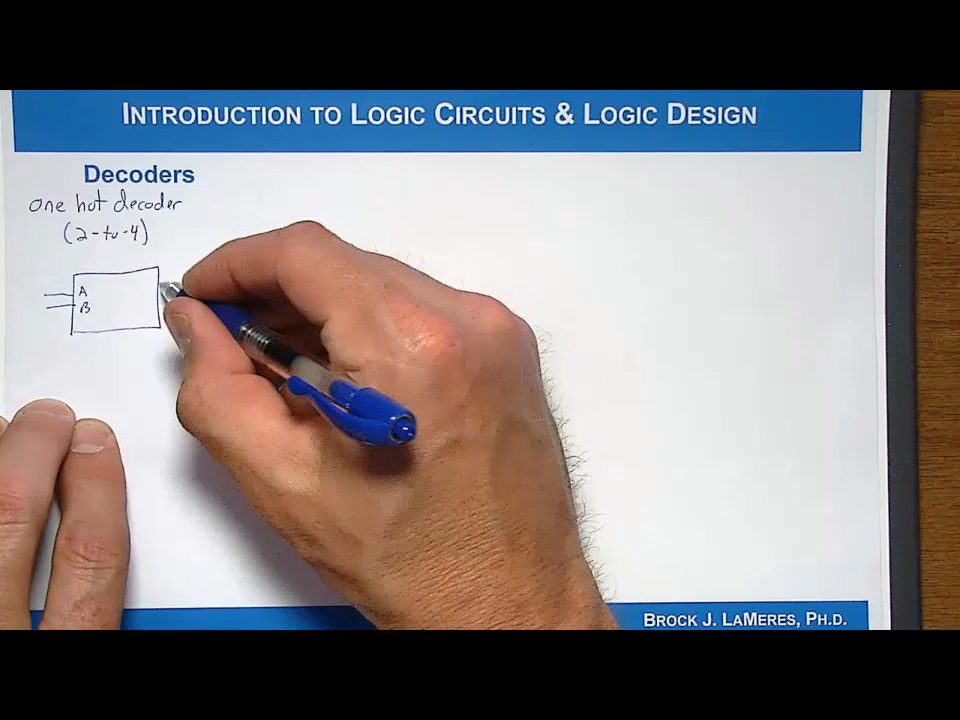 INTRODUCTION TO LOGIC CIRCUITS & LOGIC DESIGN
Decoders
one hot decoder
(2-to-4)
A
B
BROCK J. LAMERES, PH.D.